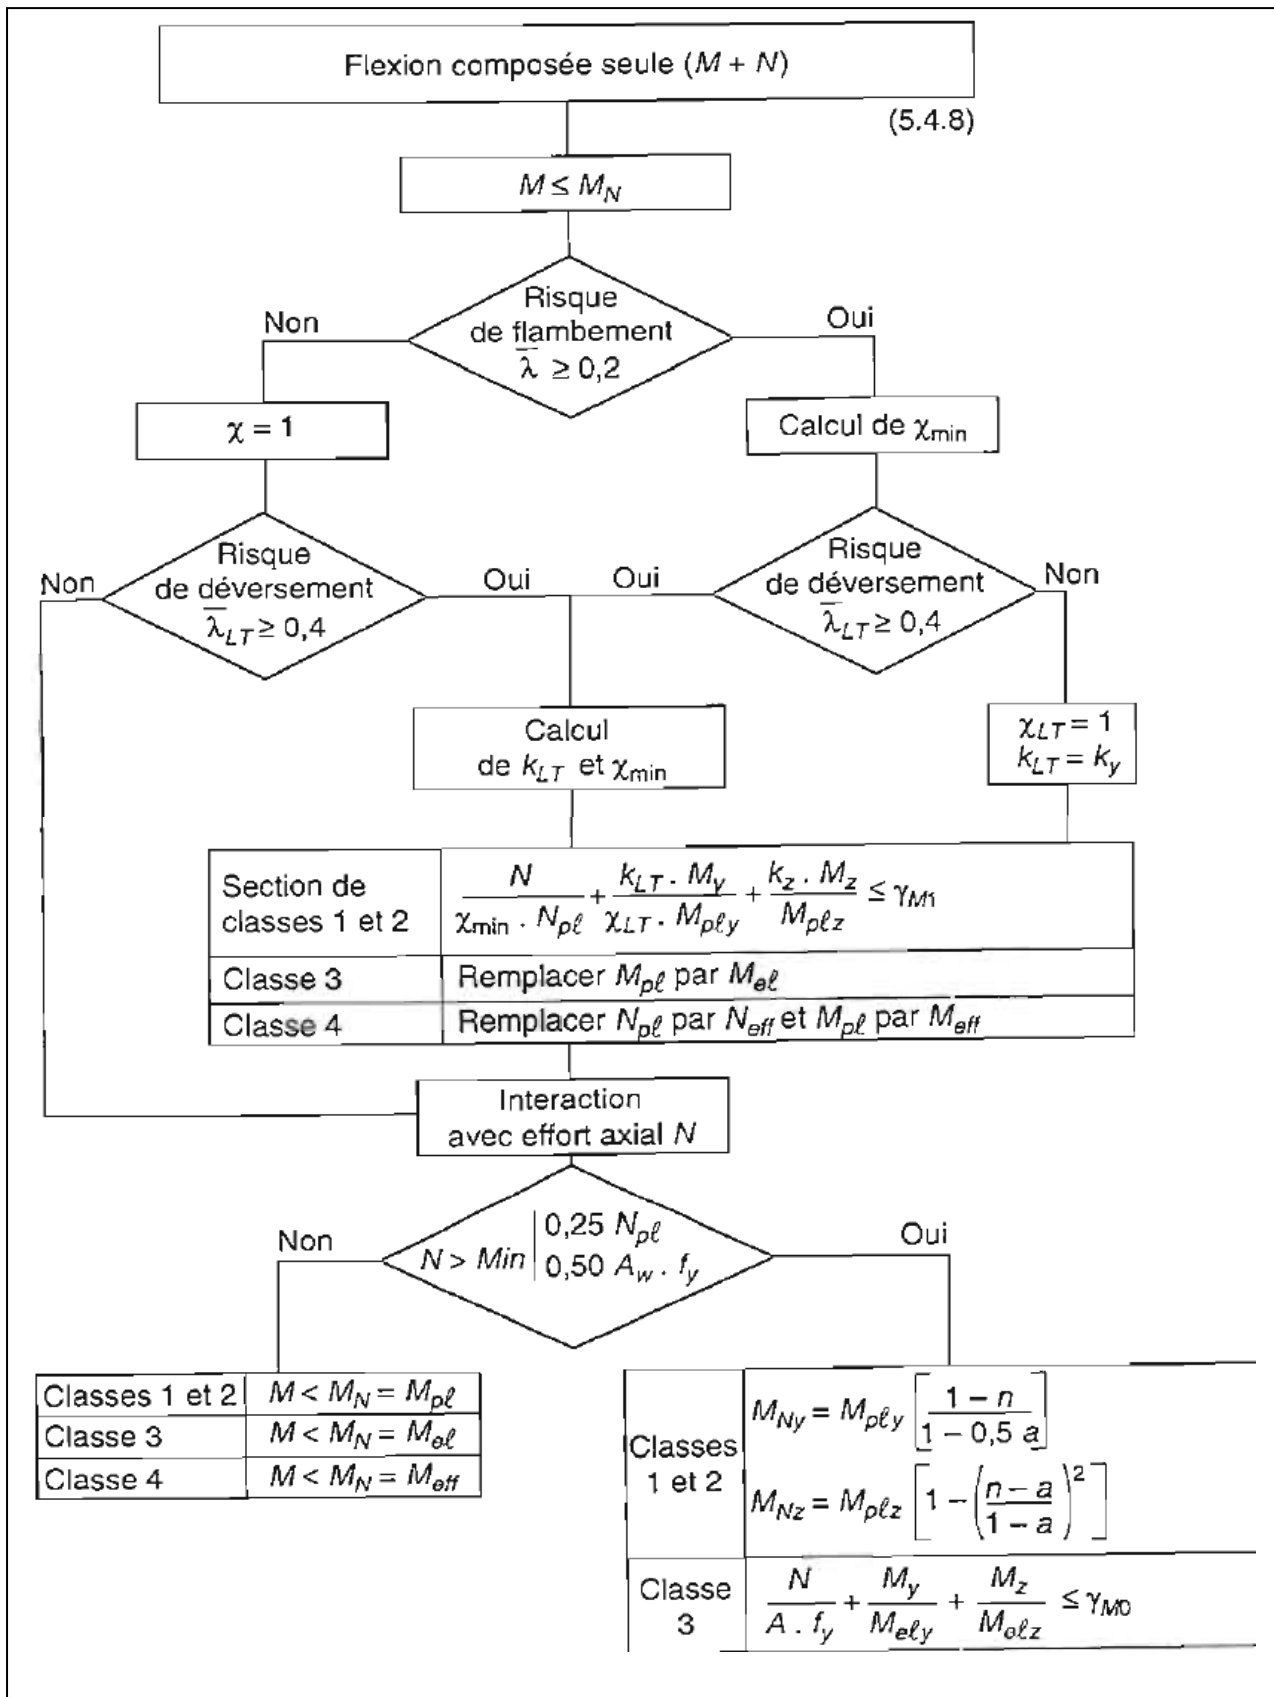 Flexion composée seule (M + N)
(5.4.8)
M ≤ M_N
Risque
de flambement
λ̅ ≥ 0,2
Non
Oui
χ = 1
Calcul de χ_min
Risque
de déversement
λ̅_LT ≥ 0,4
Non
Oui
Risque
de déversement
λ̅_LT ≥ 0,4
Oui
Non
Calcul
de k_LT et χ_min
χ_LT = 1
k_LT = k_y
Section de
classes 1 et 2
N / (χ_min . N_pℓ) + (k_LT . M_y) / (χ_LT . M_pℓy) + (k_z . M_z) / M_pℓz ≤ γ_M1
Classe 3
Remplacer M_pℓ par M_eℓ
Classe 4
Remplacer N_pℓ par N_eff et M_pℓ par M_eff
Interaction
avec effort axial N
N > Min | 0,25 N_pℓ
0,50 A_w . f_y
Non
Oui
Classes 1 et 2
M < M_N = M_pℓ
Classe 3
M < M_N = M_eℓ
Classe 4
M < M_N = M_eff
Classes
1 et 2
M_Ny = M_pℓy [(1 − n) / (1 − 0,5 a)]
M_Nz = M_pℓz [1 − ((n − a) / (1 − a))²]
Classe
3
N / (A . f_y) + M_y / M_eℓy + M_z / M_eℓz ≤ γ_M0